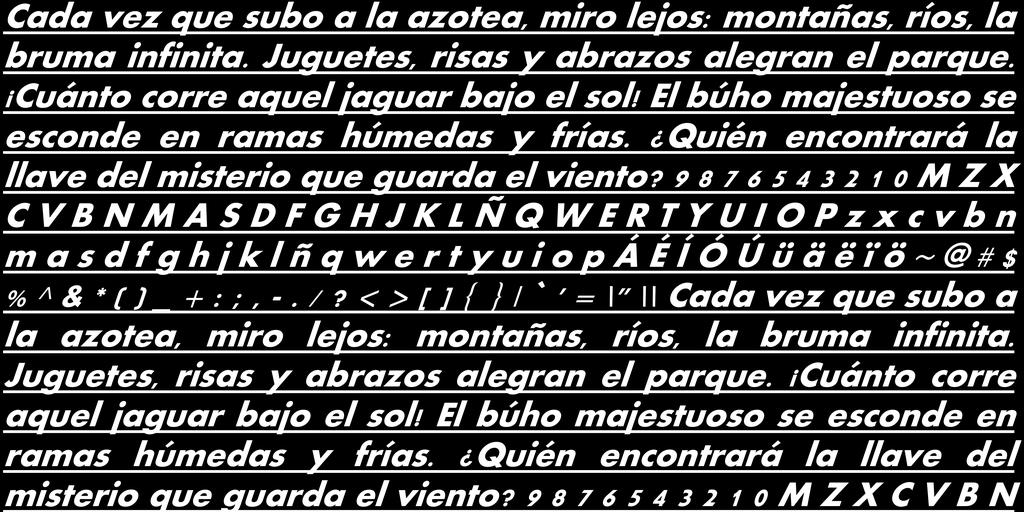 Cada vez que subo a la azotea, miro lejos: montañas, ríos, la
bruma infinita. Juguetes, risas y abrazos alegran el parque.
¡Cuánto corre aquel jaguar bajo el sol! El búho majestuoso se
esconde en ramas húmedas y frías. ¿Quién encontrará la
llave del misterio que guarda el viento? 9 8 7 6 5 4 3 2 1 0 M Z X
C V B N M A S D F G H J K L Ñ Q W E R T Y U I O P z x c v b n
m a s d f g h j k l ñ q w e r t y u i o p Á É Í Ó Ú ü ä ë ï ö ~ @ # $
% ^ & * ( ) _ + : ; , - . / ? < > [ ] { } | ` ' = \" \\ Cada vez que subo a
la azotea, miro lejos: montañas, ríos, la bruma infinita.
Juguetes, risas y abrazos alegran el parque. ¡Cuánto corre
aquel jaguar bajo el sol! El búho majestuoso se esconde en
ramas húmedas y frías. ¿Quién encontrará la llave del
misterio que guarda el viento? 9 8 7 6 5 4 3 2 1 0 M Z X C V B N